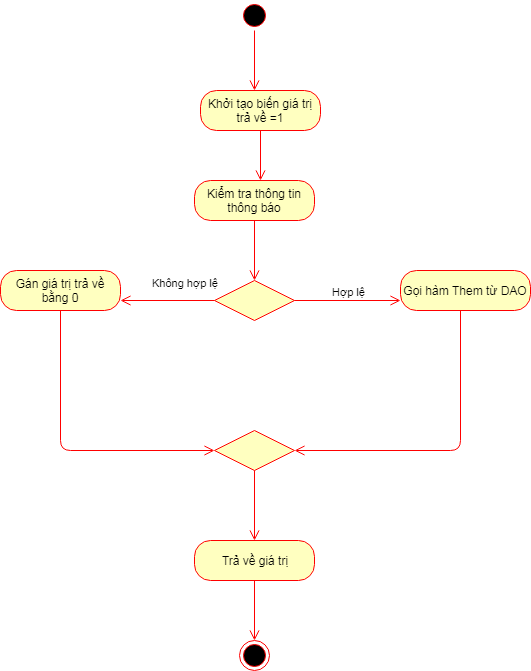 Khởi tạo biến giá trị
trả về =1
Kiểm tra thông tin
thông báo
Không hợp lệ
Hợp lệ
Gán giá trị trả về
bằng 0
Gọi hàm Them từ DAO
Trả về giá trị